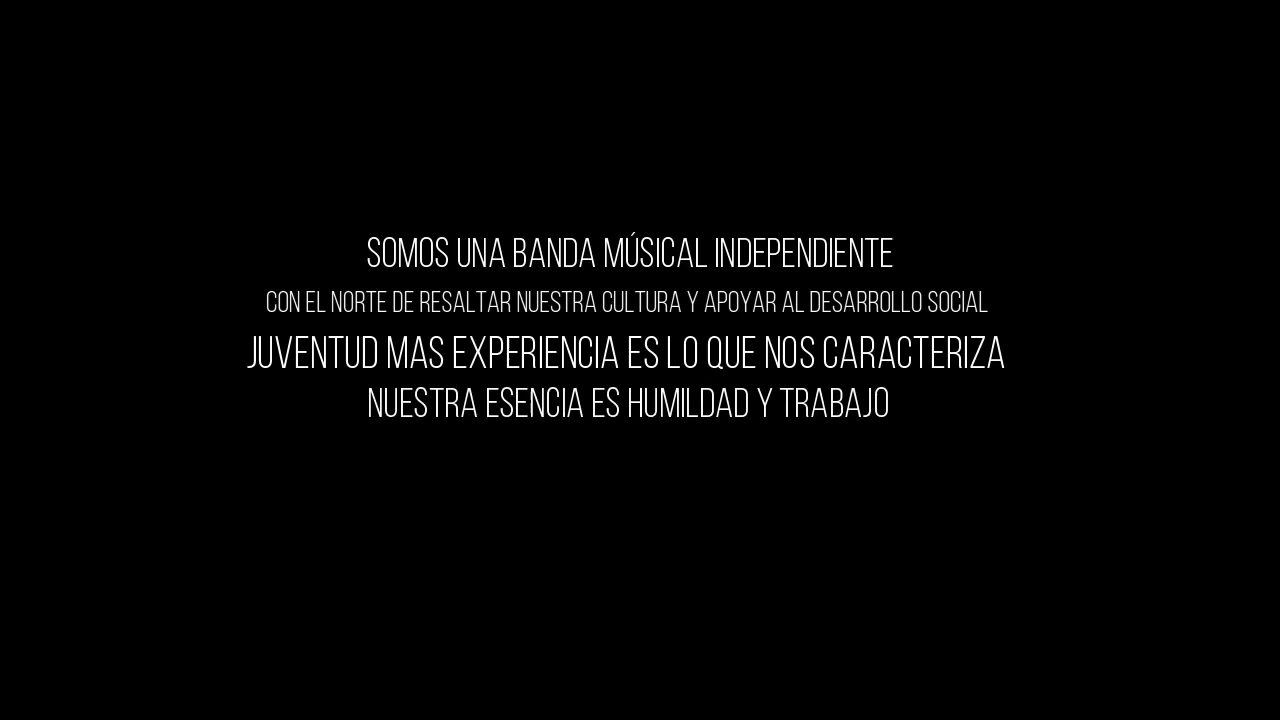 SOMOS UNA BANDA MÚSICAL INDEPENDIENTE
CON EL NORTE DE RESALTAR NUESTRA CULTURA Y APOYAR AL DESARROLLO SOCIAL
JUVENTUD MAS EXPERIENCIA ES LO QUE NOS CARACTERIZA
NUESTRA ESENCIA ES HUMILDAD Y TRABAJO